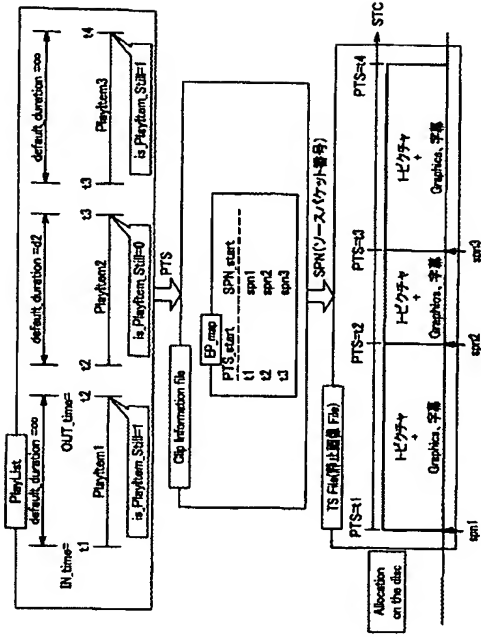 PlayList
default_duration =∞
default_duration =d2
default_duration =∞
IN_time=
OUT_time=
t1
t2
t2
t3
t3
t4
PlayItem1
PlayItem2
PlayItem3
is_PlayItem_Still=1
is_PlayItem_Still=0
is_PlayItem_Still=1
PTS
Clip Information file
EP_map
PTS_start
SPN_start
t1
spn1
t2
spn2
t3
spn3
SPN(ソースパケット番号)
TS File(静止画像 File)
PTS=t1
PTS=t2
PTS=t3
PTS=t4
STC
I-ピクチャ
+
Graphics、字幕
I-ピクチャ
+
Graphics、字幕
I-ピクチャ
+
Graphics、字幕
Allocation
on the disc
spn1
spn2
spn3